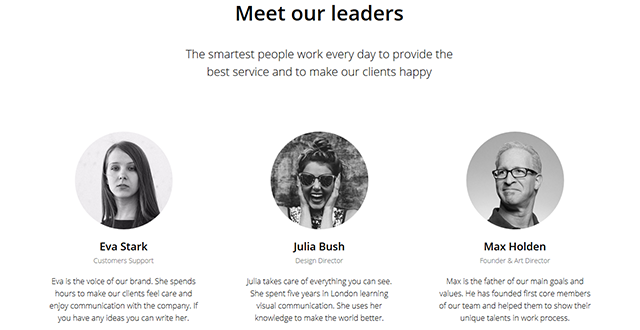 Meet our leaders
The smartest people work every day to provide the
best service and to make our clients happy
Eva Stark
Customers Support
Eva is the voice of our brand. She spends
hours to make our clients feel care and
enjoy communication with the company. If
you have any ideas you can write her.
Julia Bush
Design Director
Julia takes care of everything you can see.
She spent five years in London learning
visual communication. She uses her
knowledge to make the world better.
Max Holden
Founder & Art Director
Max is the father of our main goals and
values. He has founded first core members
of our team and helped them to show their
unique talents in work process.